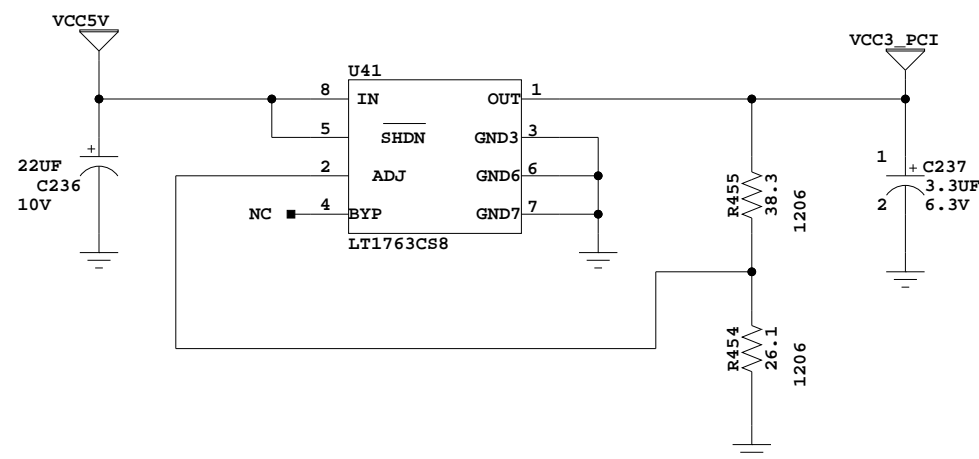 VCC5V
VCC3_PCI
U41
8 IN OUT 1
5 SHDN GND3 3
2 ADJ GND6 6
4 BYP GND7 7
NC
LT1763CS8
22UF
C236
10V
+
R455
38.3
1206
R454
26.1
1206
1
+ C237
3.3UF
2 6.3V